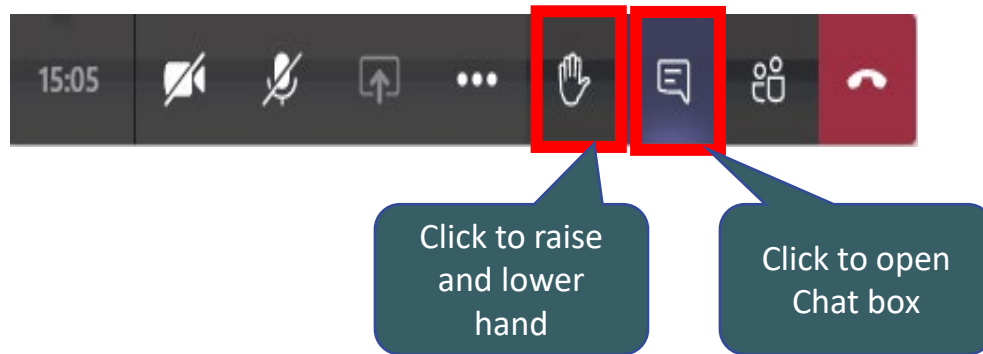 15:05
Click to raise
and lower
hand
Click to open
Chat box